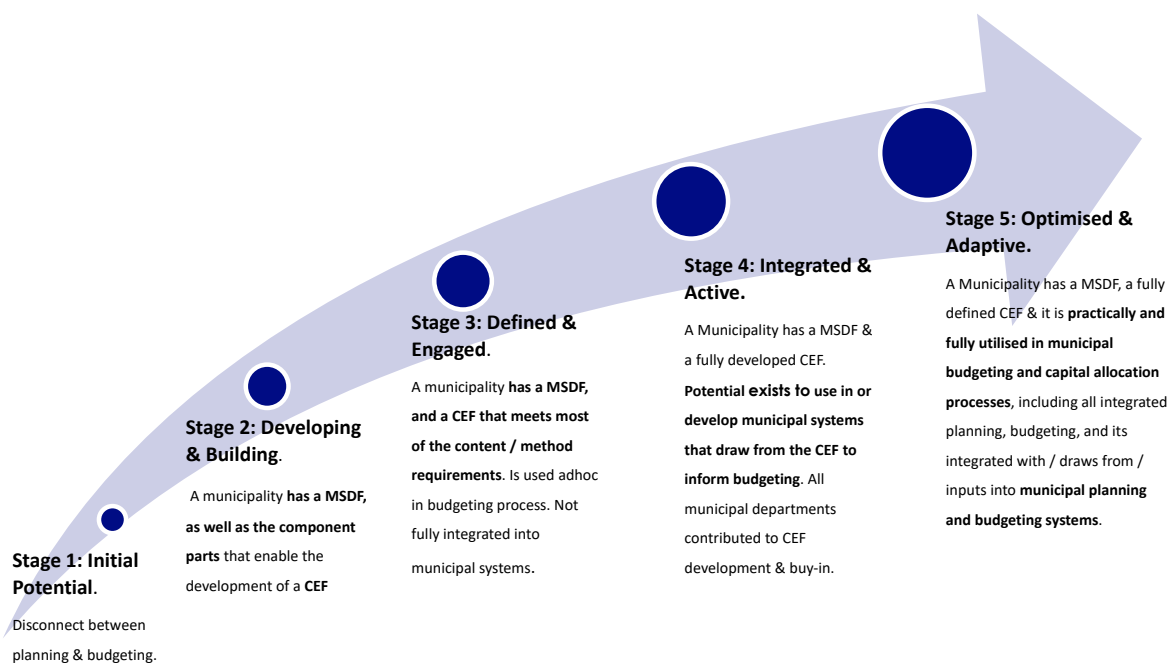 Stage 1: Initial
Potential.
Disconnect between
planning & budgeting.
Stage 2: Developing
& Building.
A municipality has a MSDF,
as well as the component
parts that enable the
development of a CEF
Stage 3: Defined &
Engaged.
A municipality has a MSDF,
and a CEF that meets most
of the content / method
requirements. Is used adhoc
in budgeting process. Not
fully integrated into
municipal systems.
Stage 4: Integrated &
Active.
A Municipality has a MSDF &
a fully developed CEF.
Potential exists to use in or
develop municipal systems
that draw from the CEF to
inform budgeting. All
municipal departments
contributed to CEF
development & buy-in.
Stage 5: Optimised &
Adaptive.
A Municipality has a MSDF, a fully
defined CEF & it is practically and
fully utilised in municipal
budgeting and capital allocation
processes, including all integrated
planning, budgeting, and its
integrated with / draws from /
inputs into municipal planning
and budgeting systems.